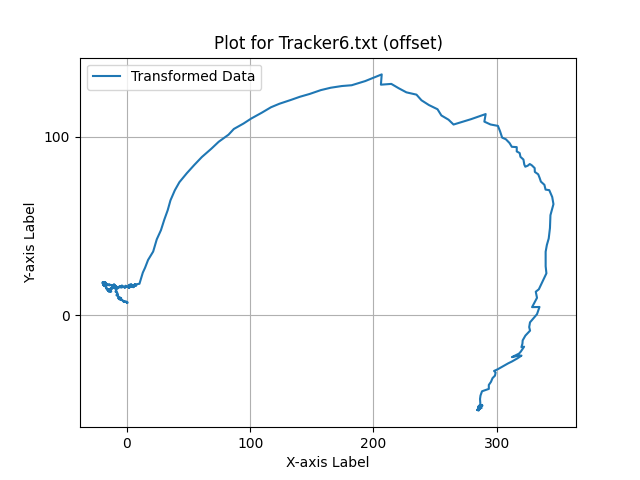 Plot for Tracker6.txt (offset)
Transformed Data
100
0
Y-axis Label
0 100 200 300
X-axis Label